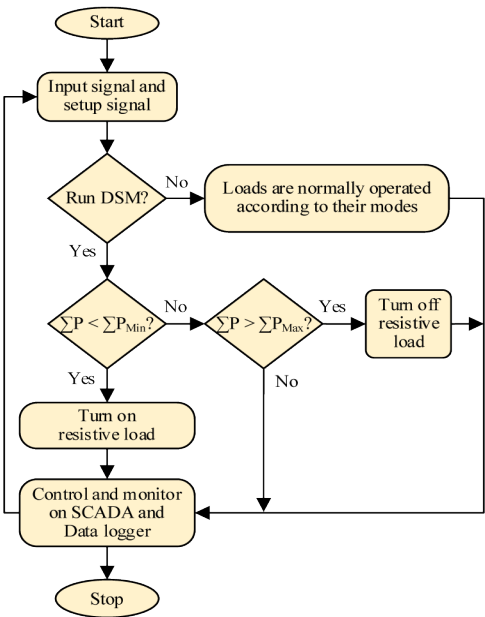 Start
Input signal and
setup signal
Run DSM?
No
Loads are normally operated
according to their modes
Yes
∑P < ∑PMin?
No
∑P > ∑PMax?
Yes
Turn off
resistive
load
Yes
No
Turn on
resistive load
Control and monitor
on SCADA and
Data logger
Stop